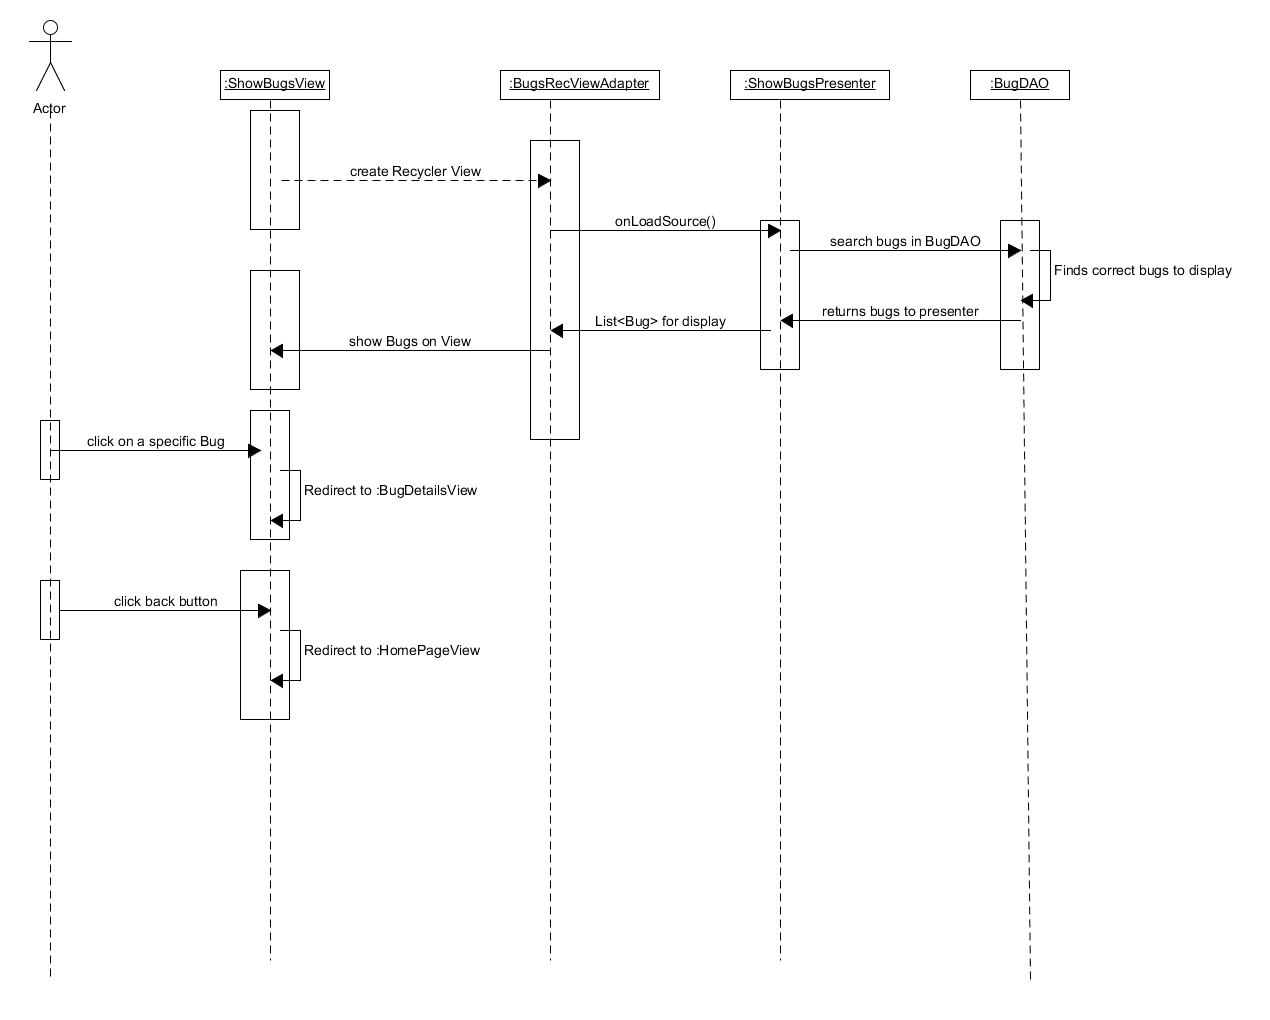 Actor
:ShowBugsView
:BugsRecViewAdapter
:ShowBugsPresenter
:BugDAO
create Recycler View
onLoadSource()
search bugs in BugDAO
Finds correct bugs to display
returns bugs to presenter
List<Bug> for display
show Bugs on View
click on a specific Bug
Redirect to :BugDetailsView
click back button
Redirect to :HomePageView